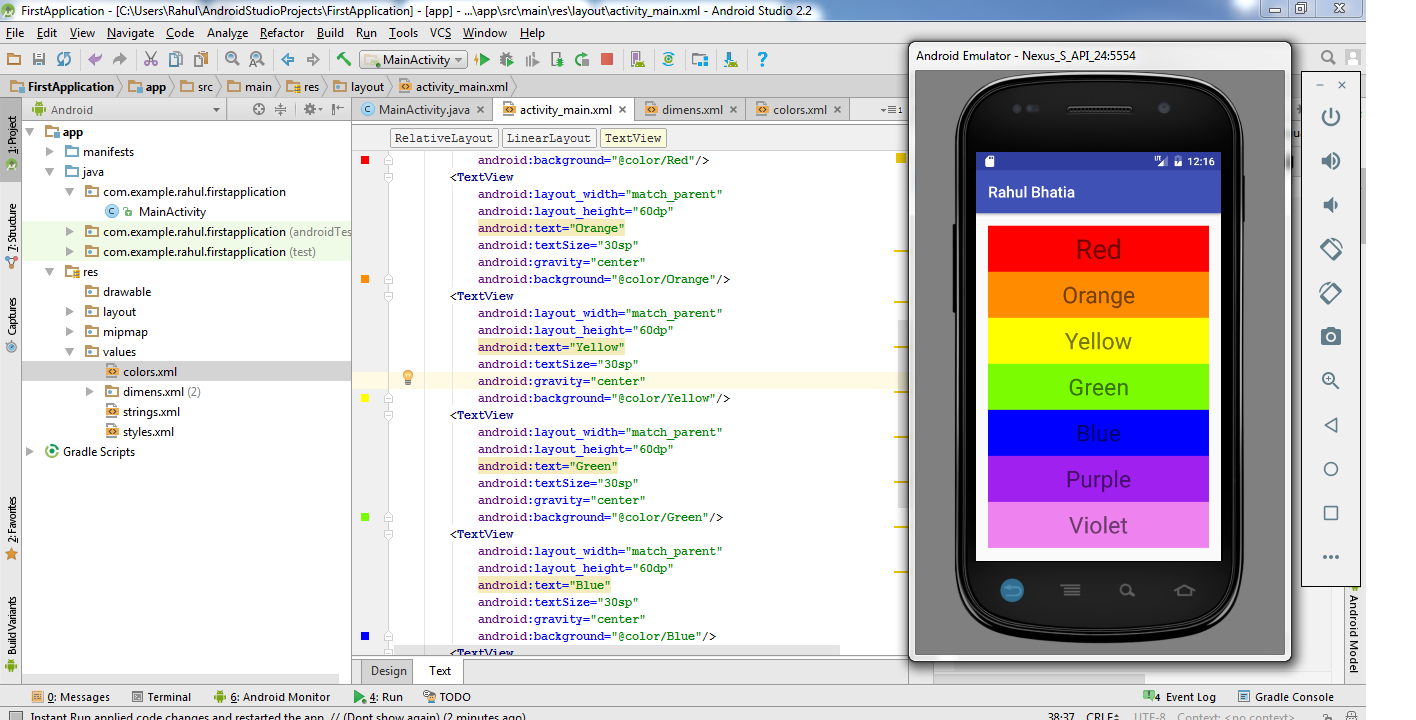 FirstApplication - [C:\Users\Rahul\AndroidStudioProjects\FirstApplication] - [app] - ...\app\src\main\res\layout\activity_main.xml - Android Studio 2.2
File Edit View Navigate Code Analyze Refactor Build Run Tools VCS Window Help
MainActivity
FirstApplication app src main res layout activity_main.xml
1: Project
7: Structure
Captures
2: Favorites
Build Variants
Android
app
manifests
java
com.example.rahul.firstapplication
MainActivity
com.example.rahul.firstapplication (androidTes
com.example.rahul.firstapplication (test)
res
drawable
layout
mipmap
values
colors.xml
dimens.xml (2)
strings.xml
styles.xml
Gradle Scripts
MainActivity.java activity_main.xml dimens.xml colors.xml
RelativeLayout LinearLayout TextView
android:background="@color/Red"/>
<TextView
android:layout_width="match_parent"
android:layout_height="60dp"
android:text="Orange"
android:textSize="30sp"
android:gravity="center"
android:background="@color/Orange"/>
<TextView
android:layout_width="match_parent"
android:layout_height="60dp"
android:text="Yellow"
android:textSize="30sp"
android:gravity="center"
android:background="@color/Yellow"/>
<TextView
android:layout_width="match_parent"
android:layout_height="60dp"
android:text="Green"
android:textSize="30sp"
android:gravity="center"
android:background="@color/Green"/>
<TextView
android:layout_width="match_parent"
android:layout_height="60dp"
android:text="Blue"
android:textSize="30sp"
android:gravity="center"
android:background="@color/Blue"/>
<TextView
Design Text
Android Emulator - Nexus_S_API_24:5554
LTE 12:16
Rahul Bhatia
Red
Orange
Yellow
Green
Blue
Purple
Violet
Android Model
0: Messages Terminal 6: Android Monitor 4: Run TODO 4 Event Log Gradle Console
Instant Run applied code changes and restarted the app. // (Dont show again) (2 minutes ago) 38:37 CRLF UTF-8 Context: <no context>